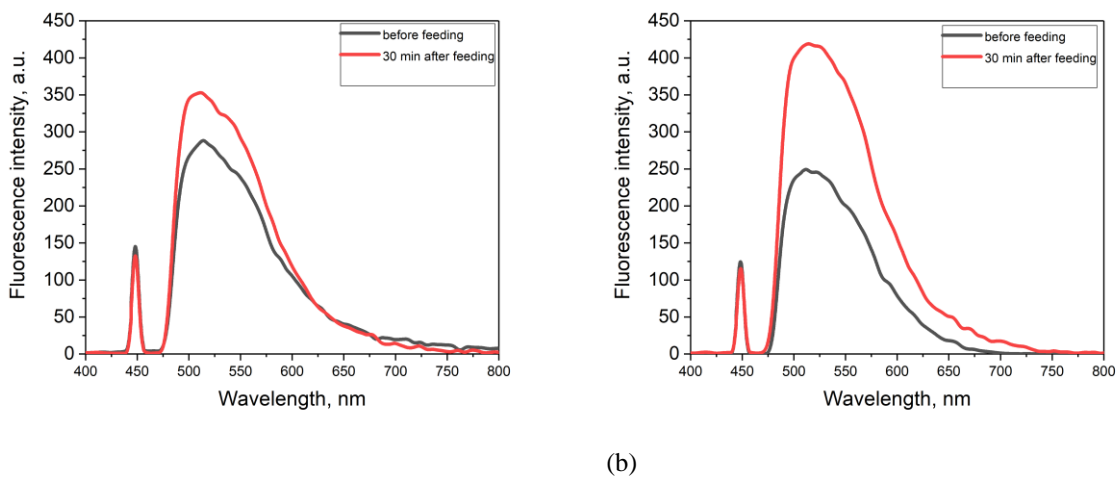 450
400
350
300
250
200
150
100
50
0
Fluorescence intensity, a.u.
before feeding
30 min after feeding
400 450 500 550 600 650 700 750 800
Wavelength, nm
450
400
350
300
250
200
150
100
50
0
Fluorescence intensity, a.u.
before feeding
30 min after feeding
400 450 500 550 600 650 700 750 800
Wavelength, nm
(b)